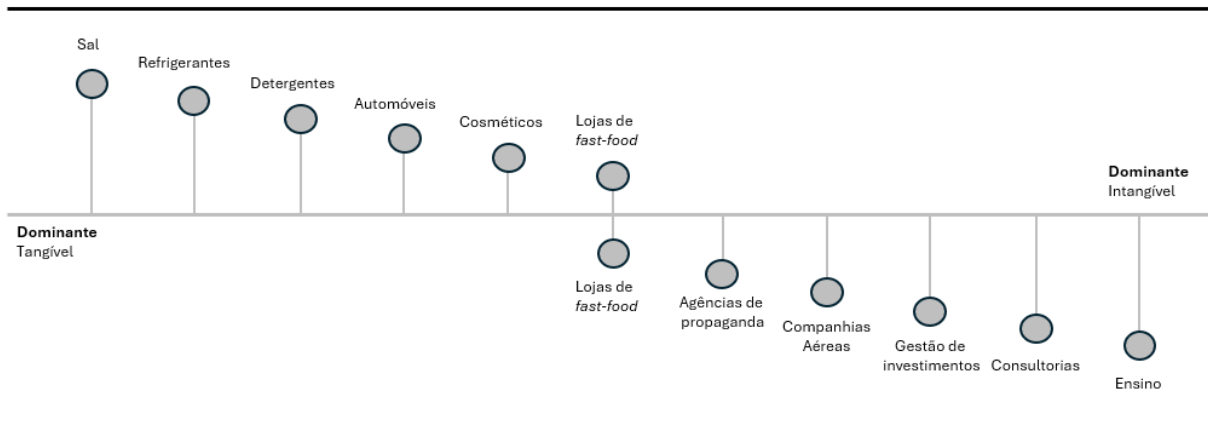 Sal
Refrigerantes
Detergentes
Automóveis
Cosméticos
Lojas de
fast-food
Dominante
Intangível
Dominante
Tangível
Lojas de
fast-food
Agências de
propaganda
Companhias
Aéreas
Gestão de
investimentos
Consultorias
Ensino